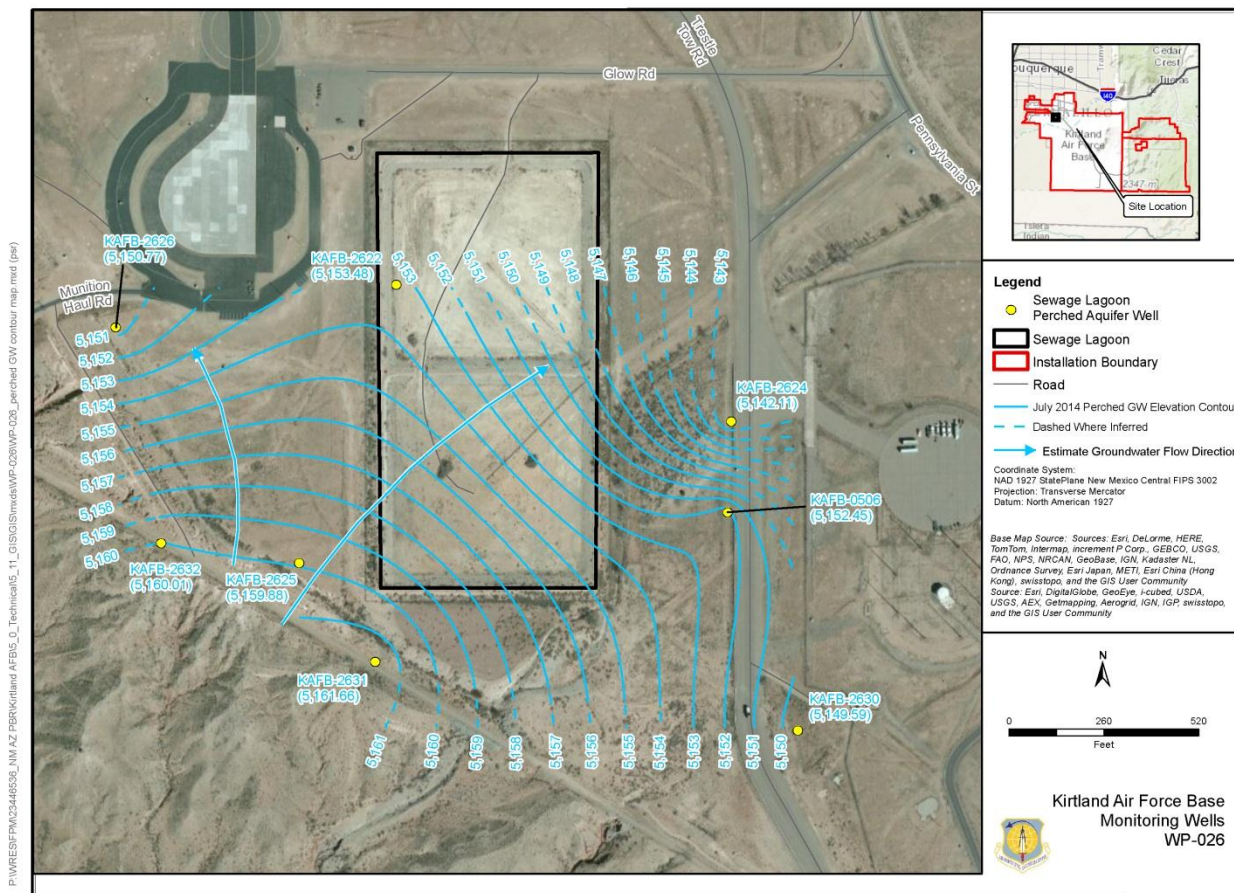 P:\WRES\FPM\23446536_NM AZ PBR\Kirtland AFB\5_0_Technical\5_11_GIS\GIS\mxds\WP-026\WP-026_perched GW contour map.mxd (psr)
Trestle
Tow Rd
Glow Rd
Pennsylvania St
Munition
Haul Rd
KAFB-2626
(5,150.77)
KAFB-2622
(5,153.48)
5,153
5,152
5,151
5,150
5,149
5,148
5,147
5,146
5,145
5,144
5,143
5,151
5,152
5,153
5,154
5,155
5,156
5,157
5,158
5,159
5,160
KAFB-2624
(5,142.11)
KAFB-0506
(5,152.45)
KAFB-2632
(5,160.01)
KAFB-2625
(5,159.88)
KAFB-2631
(5,161.66)
KAFB-2630
(5,149.59)
5,161
5,160
5,159
5,158
5,157
5,156
5,155
5,154
5,153
5,152
5,151
5,150
buquerque
Cedar
Crest
Tijeras
40
Kirtland
Air Force
Base
2347 m
Isleta
Indian
Site Location
Legend
Sewage Lagoon
Perched Aquifer Well
Sewage Lagoon
Installation Boundary
Road
July 2014 Perched GW Elevation Contour
Dashed Where Inferred
Estimate Groundwater Flow Direction
Coordinate System:
NAD 1927 StatePlane New Mexico Central FIPS 3002
Projection: Transverse Mercator
Datum: North American 1927
Base Map Source: Sources: Esri, DeLorme, HERE,
TomTom, Intermap, increment P Corp., GEBCO, USGS,
FAO, NPS, NRCAN, GeoBase, IGN, Kadaster NL,
Ordnance Survey, Esri Japan, METI, Esri China (Hong
Kong), swisstopo, and the GIS User Community
Source: Esri, DigitalGlobe, GeoEye, i-cubed, USDA,
USGS, AEX, Getmapping, Aerogrid, IGN, IGP, swisstopo,
and the GIS User Community
N
0 260 520
Feet
Kirtland Air Force Base
Monitoring Wells
WP-026